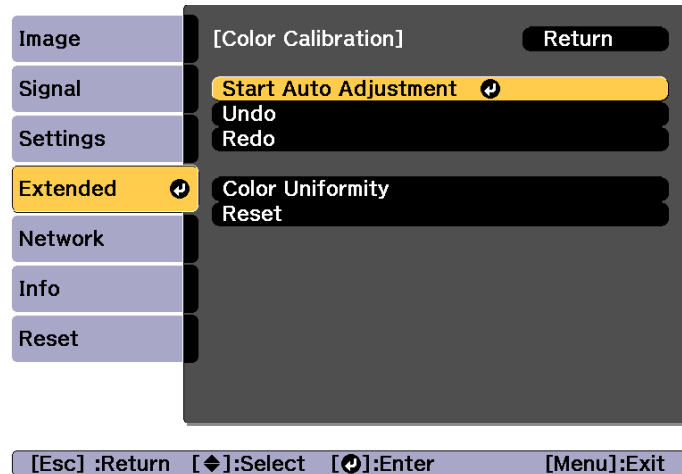 Image
Signal
Settings
Extended
Network
Info
Reset
[Color Calibration] Return
Start Auto Adjustment
Undo
Redo
Color Uniformity
Reset
[Esc] :Return [◆]:Select [↵]:Enter [Menu]:Exit